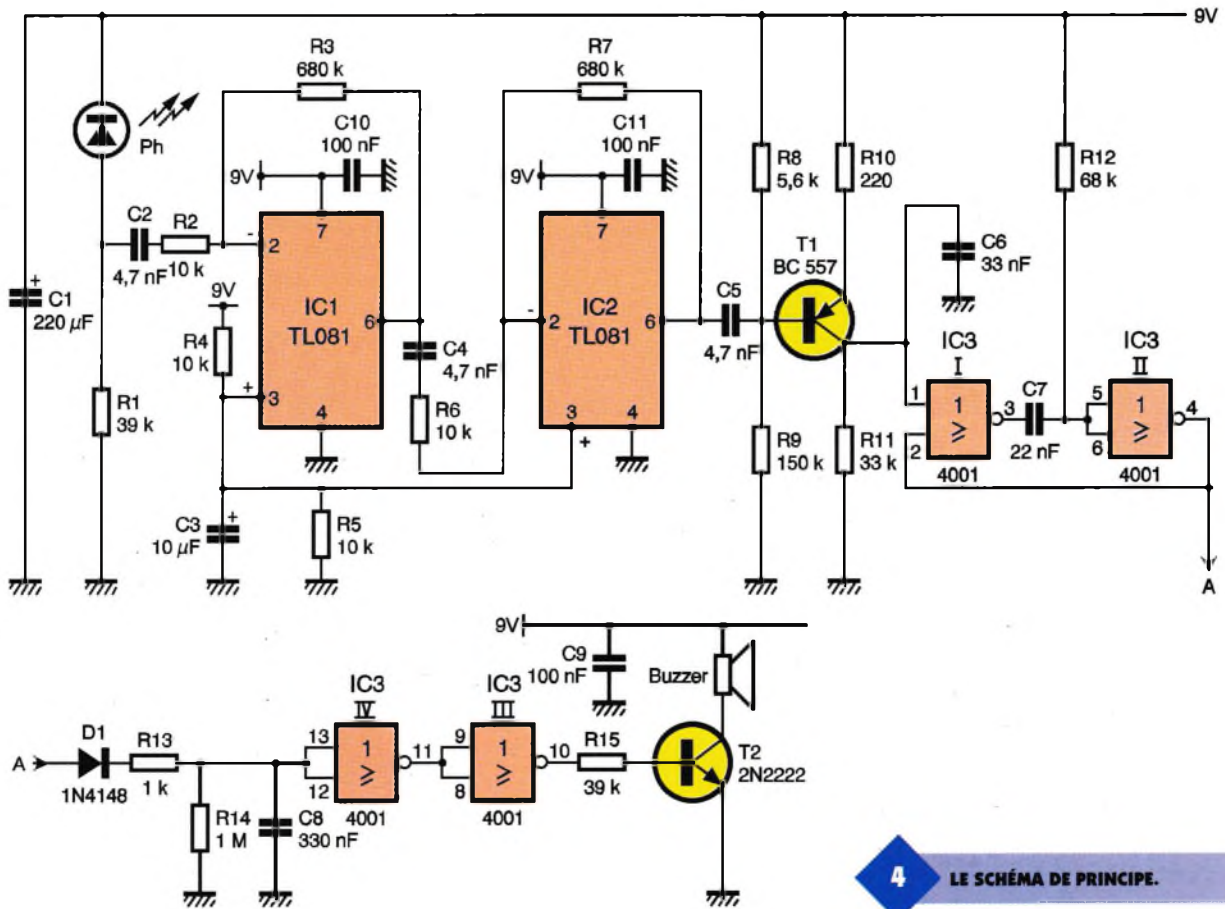 9V
R3
680 k
R7
680 k
Ph
C10
100 nF
9V
C11
100 nF
9V
R8
5,6 k
R10
220
R12
68 k
C2
4,7 nF
R2
10 k
-
2
7
IC1
TL081
6
3
+
4
9V
R4
10 k
C1
+
220 µF
R1
39 k
C4
4,7 nF
R6
10 k
-
2
7
IC2
TL081
6
3
+
4
C5
4,7 nF
T1
BC 557
C6
33 nF
IC3
I
1
2
1
≥
3
4001
C7
22 nF
IC3
II
5
6
1
≥
4
4001
C3
+
10 µF
R5
10 k
R9
150 k
R11
33 k
A
9V
C9
100 nF
Buzzer
A
D1
1N4148
R13
1 k
R14
1 M
C8
330 nF
IC3
IV
13
12
1
≥
11
4001
IC3
III
9
8
1
≥
10
4001
R15
39 k
T2
2N2222
4
LE SCHÉMA DE PRINCIPE.